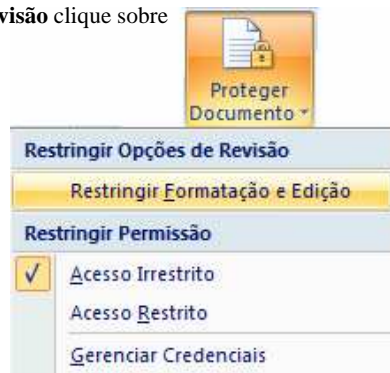 visão clique sobre
Proteger
Documento
Restringir Opções de Revisão
Restringir Formatação e Edição
Restringir Permissão
Acesso Irrestrito
Acesso Restrito
Gerenciar Credenciais